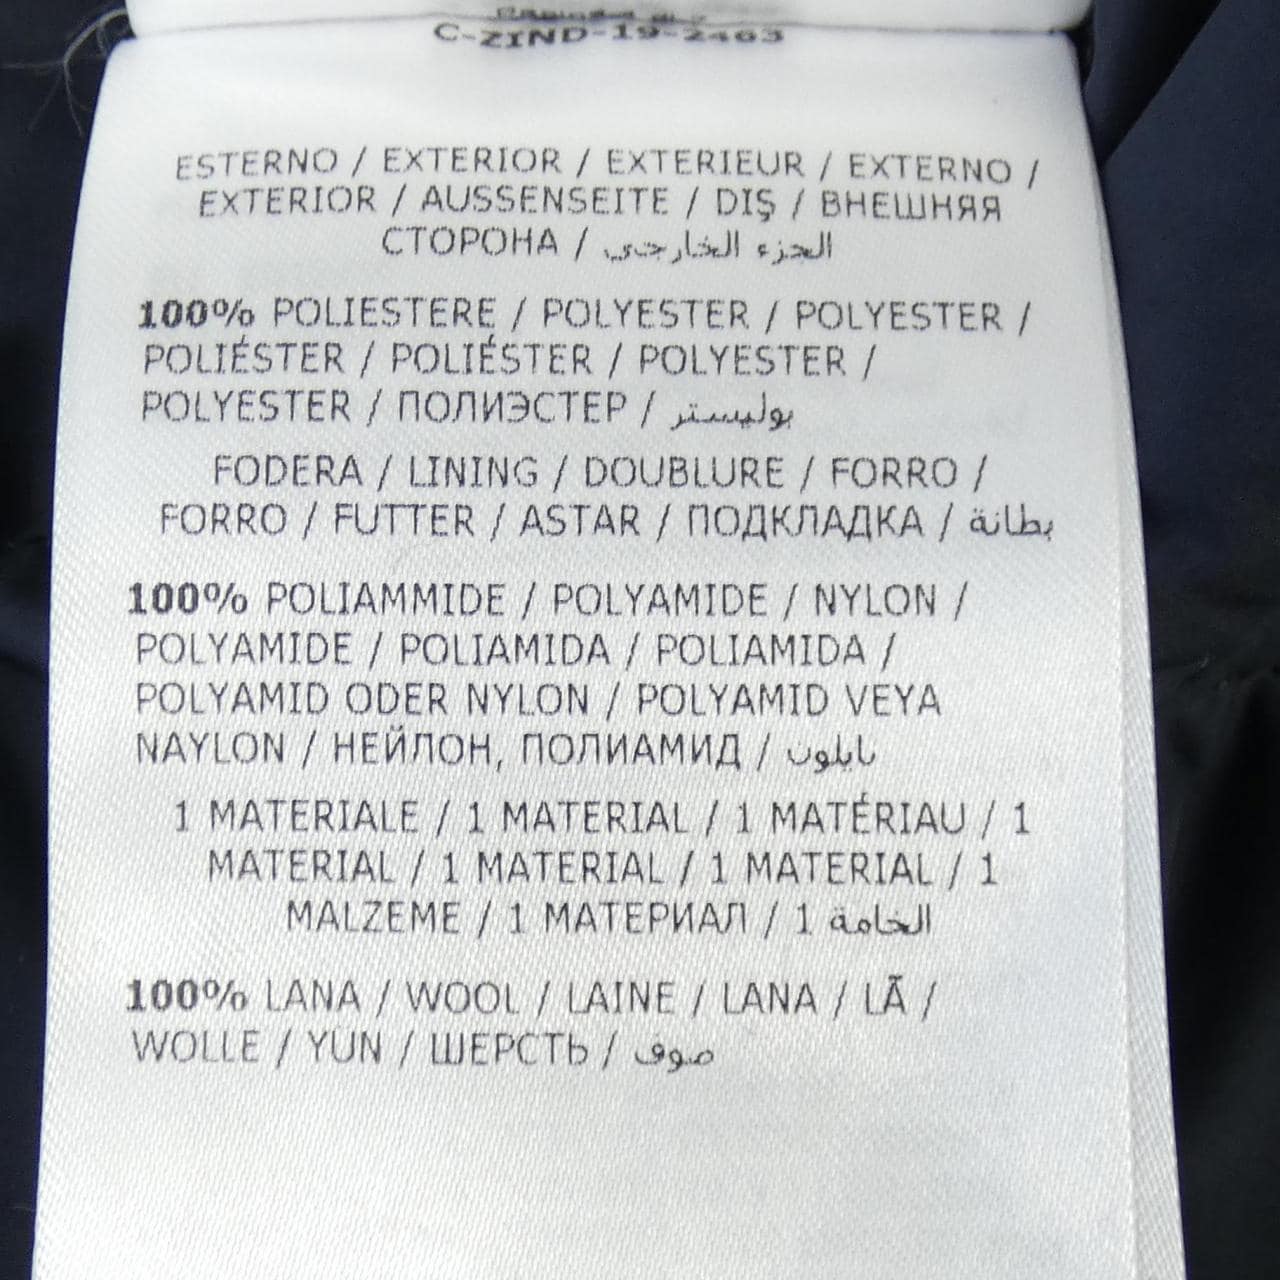 C-ZIND-19-2463
ESTERNO / EXTERIOR / EXTERIEUR / EXTERNO /
EXTERIOR / AUSSENSEITE / DIŞ / ВНЕШНЯЯ
СТОРОНА / الجزء الخارجي
100% POLIESTERE / POLYESTER / POLYESTER /
POLIÉSTER / POLIÉSTER / POLYESTER /
POLYESTER / ПОЛИЭСТЕР / بوليستر
FODERA / LINING / DOUBLURE / FORRO /
FORRO / FUTTER / ASTAR / ПОДКЛАДКА / بطانة
100% POLIAMMIDE / POLYAMIDE / NYLON /
POLYAMIDE / POLIAMIDA / POLIAMIDA /
POLYAMID ODER NYLON / POLYAMID VEYA
NAYLON / НЕЙЛОН, ПОЛИАМИД / نايلون
1 MATERIALE / 1 MATERIAL / 1 MATÉRIAU / 1
MATERIAL / 1 MATERIAL / 1 MATERIAL / 1
MALZEME / 1 МАТЕРИАЛ / 1 الخامة
100% LANA / WOOL / LAINE / LANA / LÃ /
WOLLE / YÜN / ШЕРСТЬ / صوف